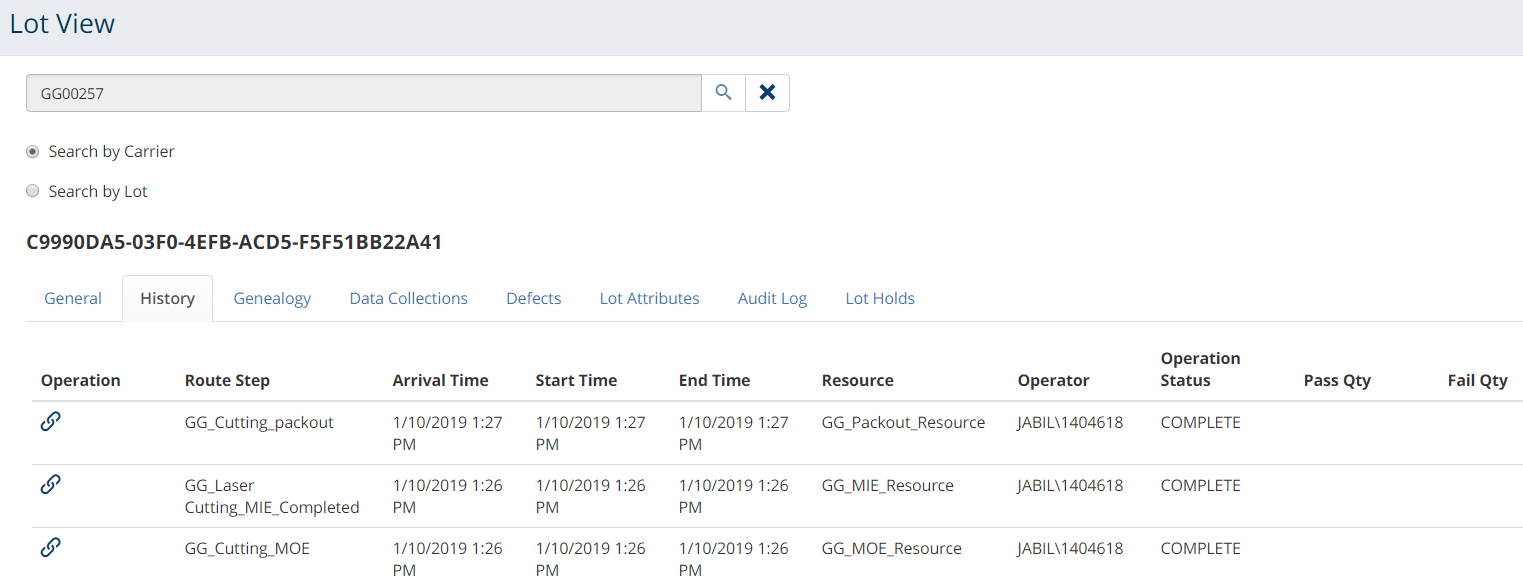 Lot View
GG00257
Search by Carrier
Search by Lot
C9990DA5-03F0-4EFB-ACD5-F5F51BB22A41
General History Genealogy Data Collections Defects Lot Attributes Audit Log Lot Holds
Operation Route Step Arrival Time Start Time End Time Resource Operator Operation Status Pass Qty Fail Qty
GG_Cutting_packout 1/10/2019 1:27 1/10/2019 1:27 1/10/2019 1:27 GG_Packout_Resource JABIL\1404618 COMPLETE
PM PM PM
GG_Laser 1/10/2019 1:26 1/10/2019 1:26 1/10/2019 1:26 GG_MIE_Resource JABIL\1404618 COMPLETE
Cutting_MIE_Completed PM PM PM
GG_Cutting_MOE 1/10/2019 1:26 1/10/2019 1:26 1/10/2019 1:26 GG_MOE_Resource JABIL\1404618 COMPLETE
PM PM PM